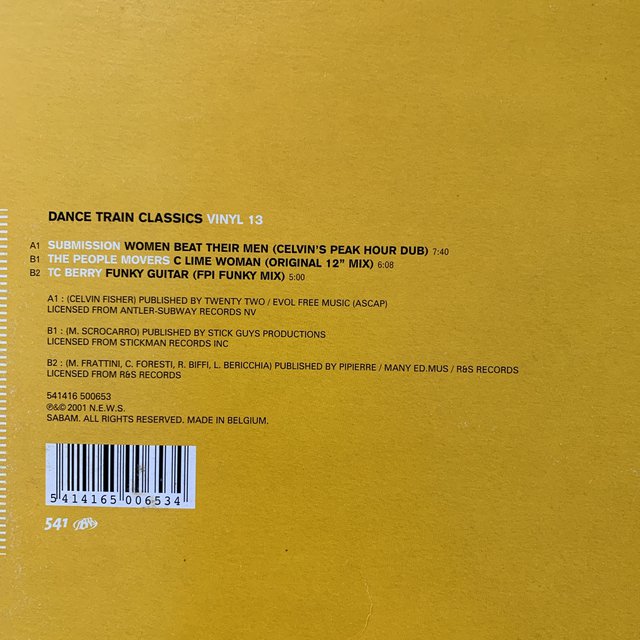 DANCE TRAIN CLASSICS VINYL 13
A1 SUBMISSION WOMEN BEAT THEIR MEN (CELVIN'S PEAK HOUR DUB) 7:40
B1 THE PEOPLE MOVERS C LIME WOMAN (ORIGINAL 12" MIX) 6:08
B2 TC BERRY FUNKY GUITAR (FPI FUNKY MIX) 5:00
A1 : (CELVIN FISHER) PUBLISHED BY TWENTY TWO / EVOL FREE MUSIC (ASCAP)
LICENSED FROM ANTLER-SUBWAY RECORDS NV
B1 : (M. SCROCARRO) PUBLISHED BY STICK GUYS PRODUCTIONS
LICENSED FROM STICKMAN RECORDS INC
B2 : (M. FRATTINI, C. FORESTI, R. BIFFI, L. BERICCHIA) PUBLISHED BY PIPIERRE / MANY ED.MUS / R&S RECORDS
LICENSED FROM R&S RECORDS
541416 500653
℗&© 2001 N.E.W.S.
SABAM. ALL RIGHTS RESERVED. MADE IN BELGIUM.
5 414165 006534
541